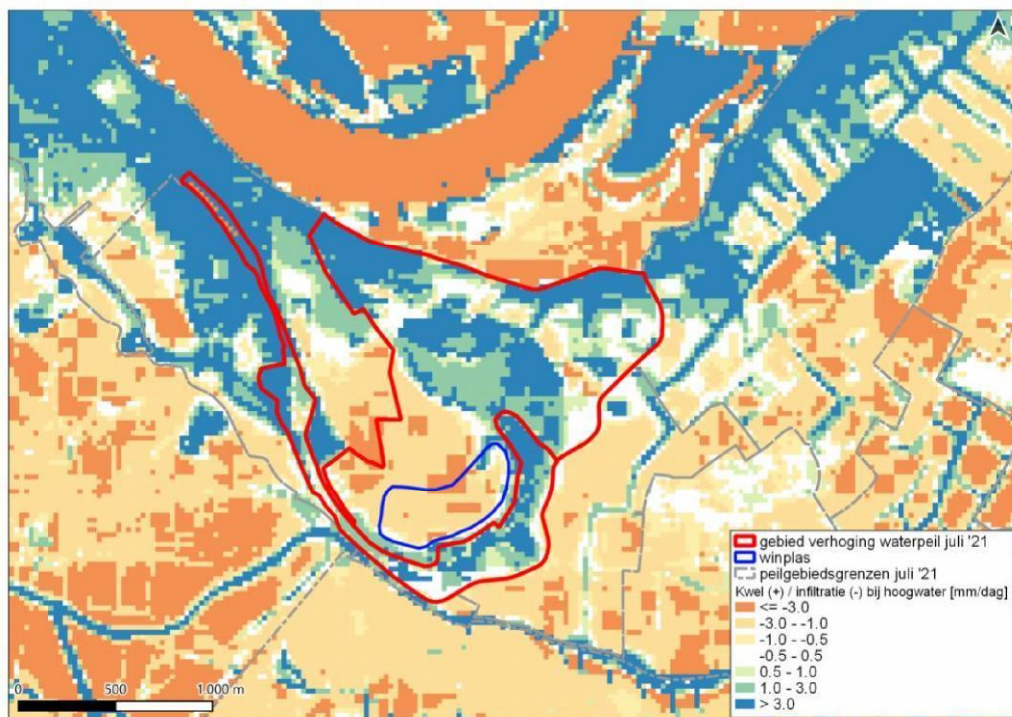 N
gebied verhoging waterpeil juli '21
winplas
peilgebiedsgrenzen juli '21
Kwel (+) / infiltratie (-) bij hoogwater [mm/dag]
<= -3.0
-3.0 - -1.0
-1.0 - -0.5
-0.5 - 0.5
0.5 - 1.0
1.0 - 3.0
> 3.0
0 500 1.000 m